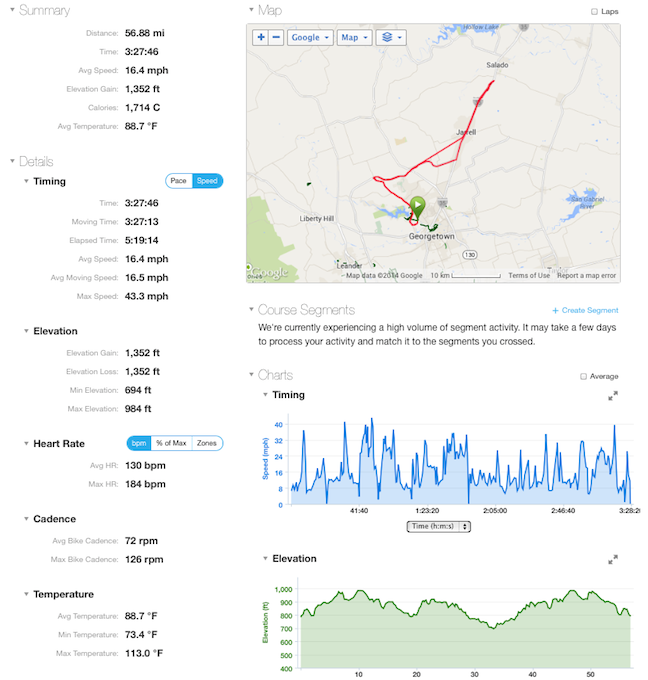 Summary
Distance: 56.88 mi
Time: 3:27:46
Avg Speed: 16.4 mph
Elevation Gain: 1,352 ft
Calories: 1,714 C
Avg Temperature: 88.7 °F
Details
Timing
Pace Speed
Time: 3:27:46
Moving Time: 3:27:13
Elapsed Time: 5:19:14
Avg Speed: 16.4 mph
Avg Moving Speed: 16.5 mph
Max Speed: 43.3 mph
Elevation
Elevation Gain: 1,352 ft
Elevation Loss: 1,352 ft
Min Elevation: 694 ft
Max Elevation: 984 ft
Heart Rate
bpm % of Max Zones
Avg HR: 130 bpm
Max HR: 184 bpm
Cadence
Avg Bike Cadence: 72 rpm
Max Bike Cadence: 126 rpm
Temperature
Avg Temperature: 88.7 °F
Min Temperature: 73.4 °F
Max Temperature: 113.0 °F
Map
Laps
Google Map
Hollow Lake
Salado
Jarrell
San Gabriel
River
Liberty Hill
Georgetown
130
Leander
Taylor
Google
Map data ©2014 Google 10 km Terms of Use Report a map error
Course Segments
+ Create Segment
We're currently experiencing a high volume of segment activity. It may take a few days
to process your activity and match it to the segments you crossed.
Charts
Average
Timing
Speed (mph)
40
32
24
16
8
0
41:40 1:23:20 2:05:00 2:46:40 3:28:20
Time (h:m:s)
Elevation
Elevation (ft)
1,000
900
800
700
600
500
400
10 20 30 40 50